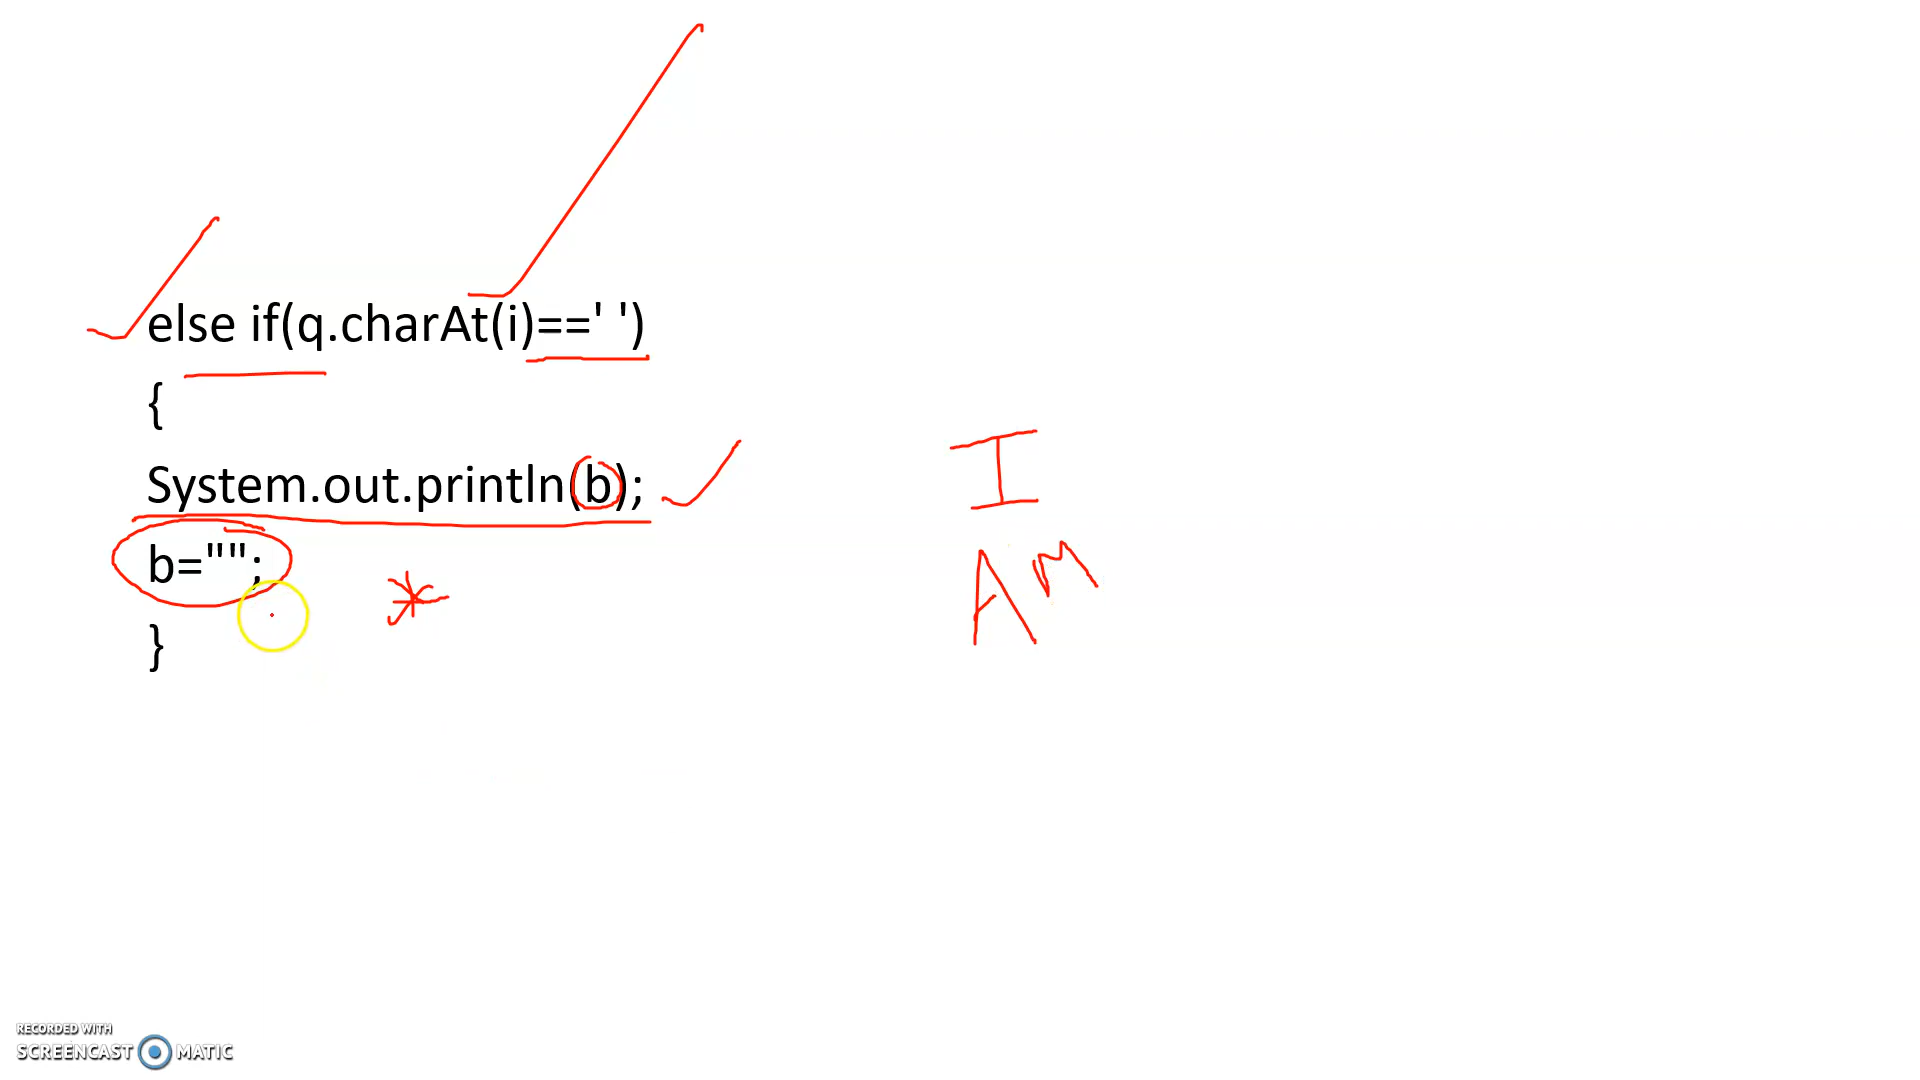 else if(q.charAt(i)==' ')
{
System.out.println(b);
b="";
}
I
AM
RECORDED WITH
SCREENCAST MATIC